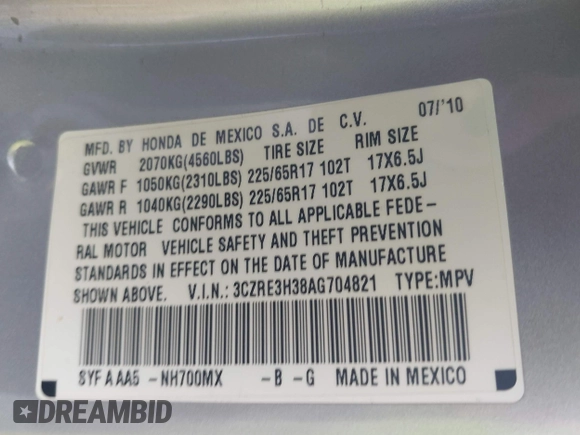 07/'10
MFD. BY HONDA DE MEXICO S.A. DE C.V.
GVWR 2070KG(4560LBS) TIRE SIZE RIM SIZE
GAWR F 1050KG(2310LBS) 225/65R17 102T 17X6.5J
GAWR R 1040KG(2290LBS) 225/65R17 102T 17X6.5J
THIS VEHICLE CONFORMS TO ALL APPLICABLE FEDE-
RAL MOTOR VEHICLE SAFETY AND THEFT PREVENTION
STANDARDS IN EFFECT ON THE DATE OF MANUFACTURE
SHOWN ABOVE. V.I.N.: 3CZRE3H38AG704821 TYPE:MPV
SYF A AA5 -NH700MX -B -G MADE IN MEXICO
DREAMBID